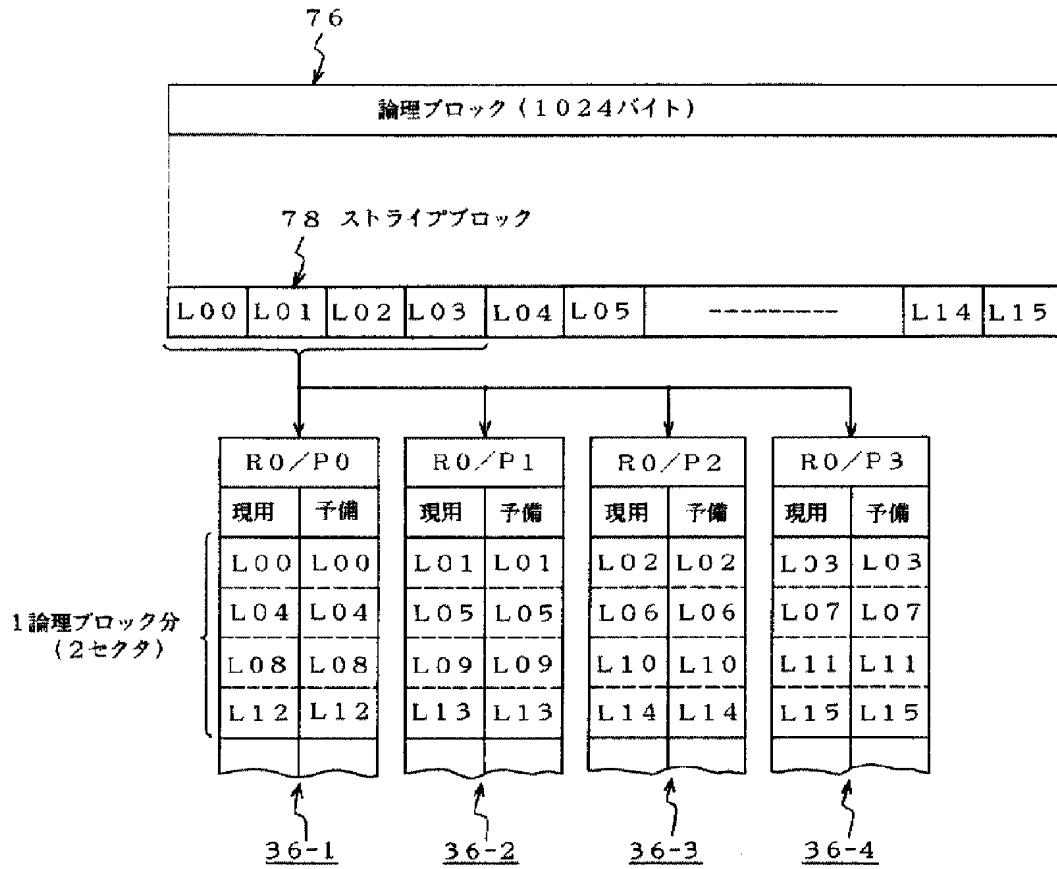 76
論理ブロック(1024バイト)
78 ストライプブロック
L00 L01 L02 L03 L04 L05 --------- L14 L15
R0/P0 R0/P1 R0/P2 R0/P3
現用 予備 現用 予備 現用 予備 現用 予備
L00 L00 L01 L01 L02 L02 L03 L03
L04 L04 L05 L05 L06 L06 L07 L07
1論理ブロック分
(2セクタ)
L08 L08 L09 L09 L10 L10 L11 L11
L12 L12 L13 L13 L14 L14 L15 L15
36-1 36-2 36-3 36-4